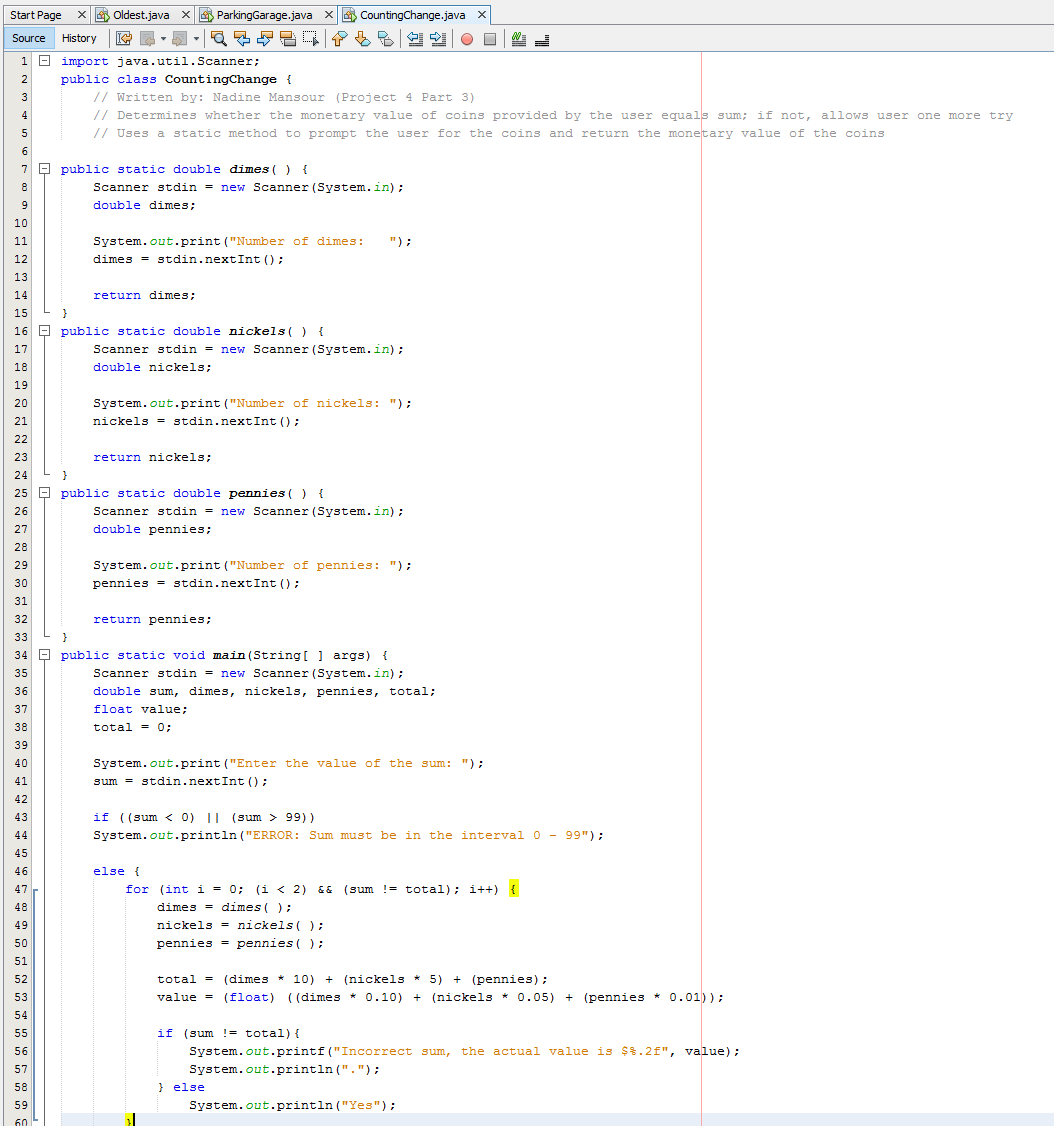 Start Page Oldest.java ParkingGarage.java CountingChange.java
Source History
1 import java.util.Scanner;
2 public class CountingChange {
3 // Written by: Nadine Mansour (Project 4 Part 3)
4 // Determines whether the monetary value of coins provided by the user equals sum; if not, allows user one more try
5 // Uses a static method to prompt the user for the coins and return the monetary value of the coins
6
7 public static double dimes( ) {
8 Scanner stdin = new Scanner(System.in);
9 double dimes;
10
11 System.out.print("Number of dimes:   ");
12 dimes = stdin.nextInt();
13
14 return dimes;
15 }
16 public static double nickels( ) {
17 Scanner stdin = new Scanner(System.in);
18 double nickels;
19
20 System.out.print("Number of nickels: ");
21 nickels = stdin.nextInt();
22
23 return nickels;
24 }
25 public static double pennies( ) {
26 Scanner stdin = new Scanner(System.in);
27 double pennies;
28
29 System.out.print("Number of pennies: ");
30 pennies = stdin.nextInt();
31
32 return pennies;
33 }
34 public static void main(String[ ] args) {
35 Scanner stdin = new Scanner(System.in);
36 double sum, dimes, nickels, pennies, total;
37 float value;
38 total = 0;
39
40 System.out.print("Enter the value of the sum: ");
41 sum = stdin.nextInt();
42
43 if ((sum < 0) || (sum > 99))
44 System.out.println("ERROR: Sum must be in the interval 0 - 99");
45
46 else {
47 for (int i = 0; (i < 2) && (sum != total); i++) {
48 dimes = dimes( );
49 nickels = nickels( );
50 pennies = pennies( );
51
52 total = (dimes * 10) + (nickels * 5) + (pennies);
53 value = (float) ((dimes * 0.10) + (nickels * 0.05) + (pennies * 0.01));
54
55 if (sum != total){
56 System.out.printf("Incorrect sum, the actual value is $%.2f", value);
57 System.out.println(".");
58 } else
59 System.out.println("Yes");
60 }